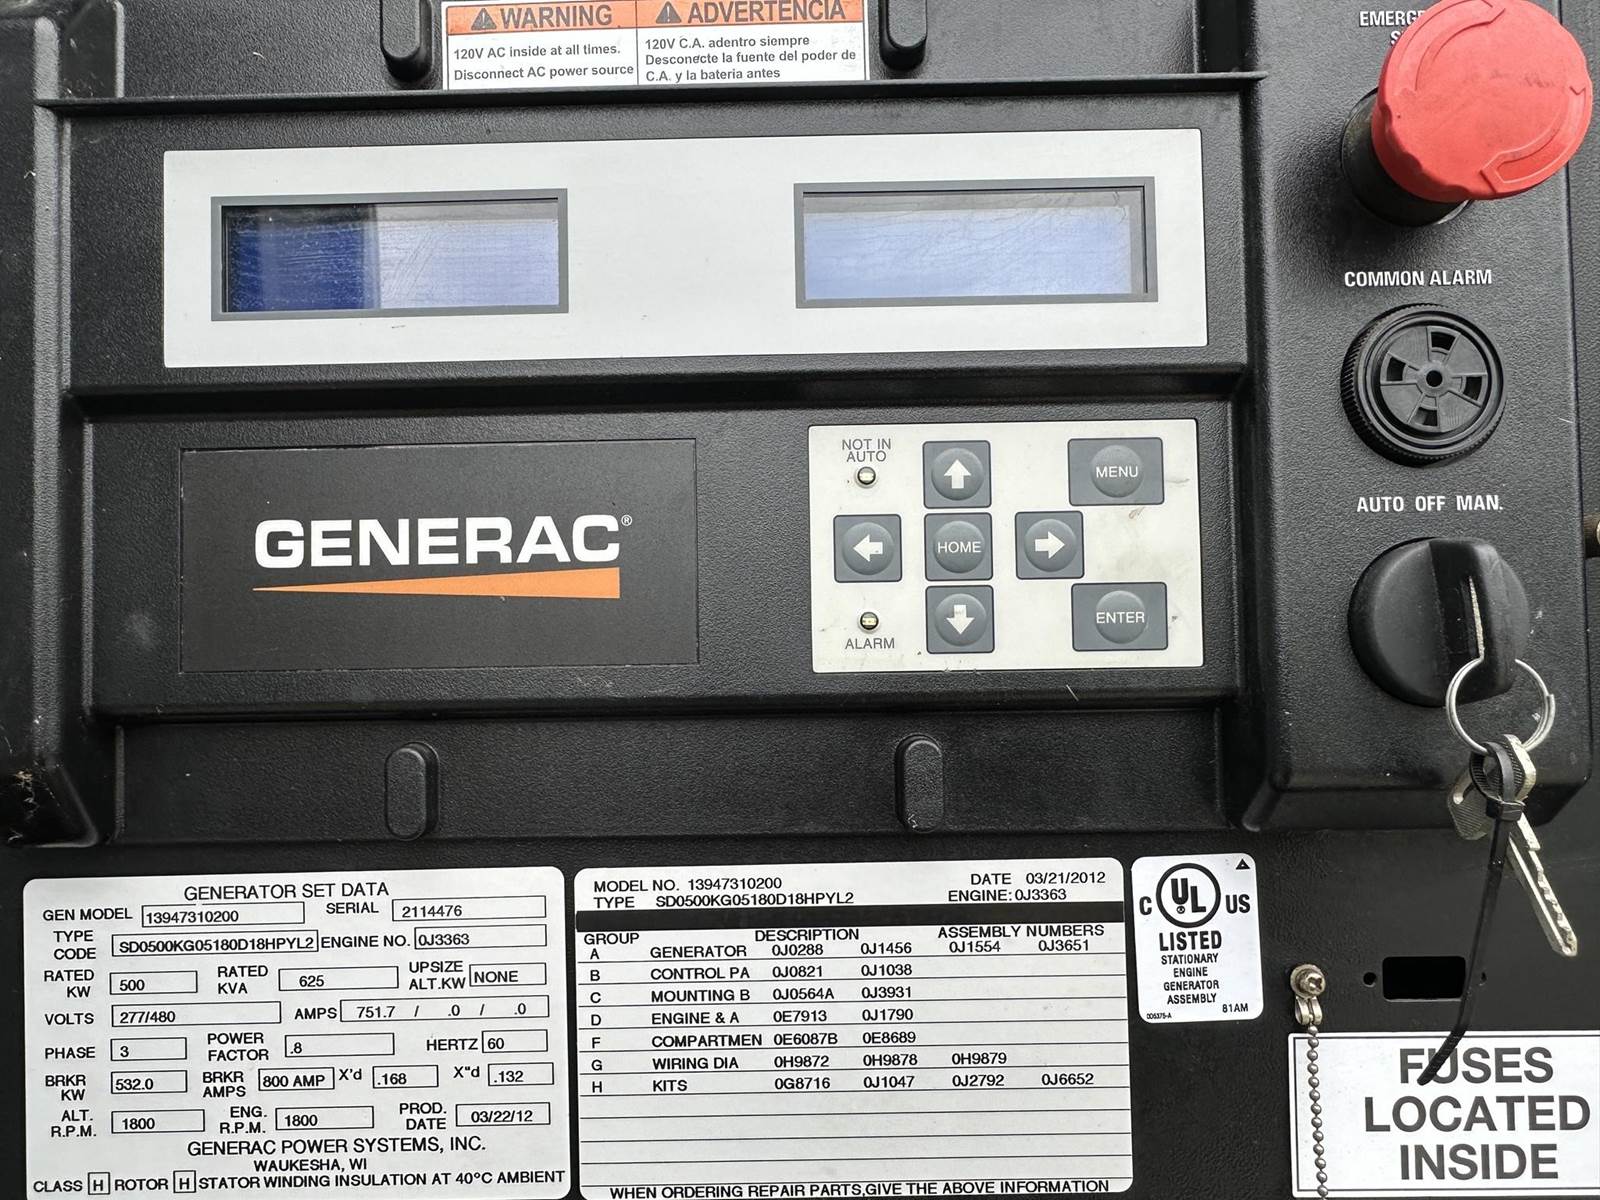 WARNING
120V AC inside at all times.
Disconnect AC power source
ADVERTENCIA
120V C.A. adentro siempre
Desconecte la fuente del poder de
C.A. y la bateria antes
COMMON ALARM
AUTO OFF MAN.
GENERAC®
NOT IN
AUTO
MENU
HOME
ENTER
ALARM
GENERATOR SET DATA
GEN MODEL 13947310200 SERIAL 2114476
TYPE CODE SD0500KG05180D18HPYL2 ENGINE NO. 0J3363
RATED KW 500 RATED KVA 625 UPSIZE ALT.KW NONE
VOLTS 277/480 AMPS 751.7 / .0 / .0
PHASE 3 POWER FACTOR .8 HERTZ 60
BRKR KW 532.0 BRKR AMPS 800 AMP X'd .168 X"d .132
ALT. R.P.M. 1800 ENG. R.P.M. 1800 PROD. DATE 03/22/12
GENERAC POWER SYSTEMS, INC.
WAUKESHA, WI
CLASS H ROTOR H STATOR WINDING INSULATION AT 40°C AMBIENT
MODEL NO. 13947310200 DATE 03/21/2012
TYPE SD0500KG05180D18HPYL2 ENGINE: 0J3363
GROUP DESCRIPTION ASSEMBLY NUMBERS
A GENERATOR 0J0288 0J1456 0J1554 0J3651
B CONTROL PA 0J0821 0J1038
C MOUNTING B 0J0564A 0J3931
D ENGINE & A 0E7913 0J1790
F COMPARTMEN 0E6087B 0E8689
G WIRING DIA 0H9872 0H9878 0H9879
H KITS 0G8716 0J1047 0J2792 0J6652
WHEN ORDERING REPAIR PARTS,GIVE THE ABOVE INFORMATION
C UL US
LISTED
STATIONARY
ENGINE
GENERATOR
ASSEMBLY
81AM
FUSES
LOCATED
INSIDE